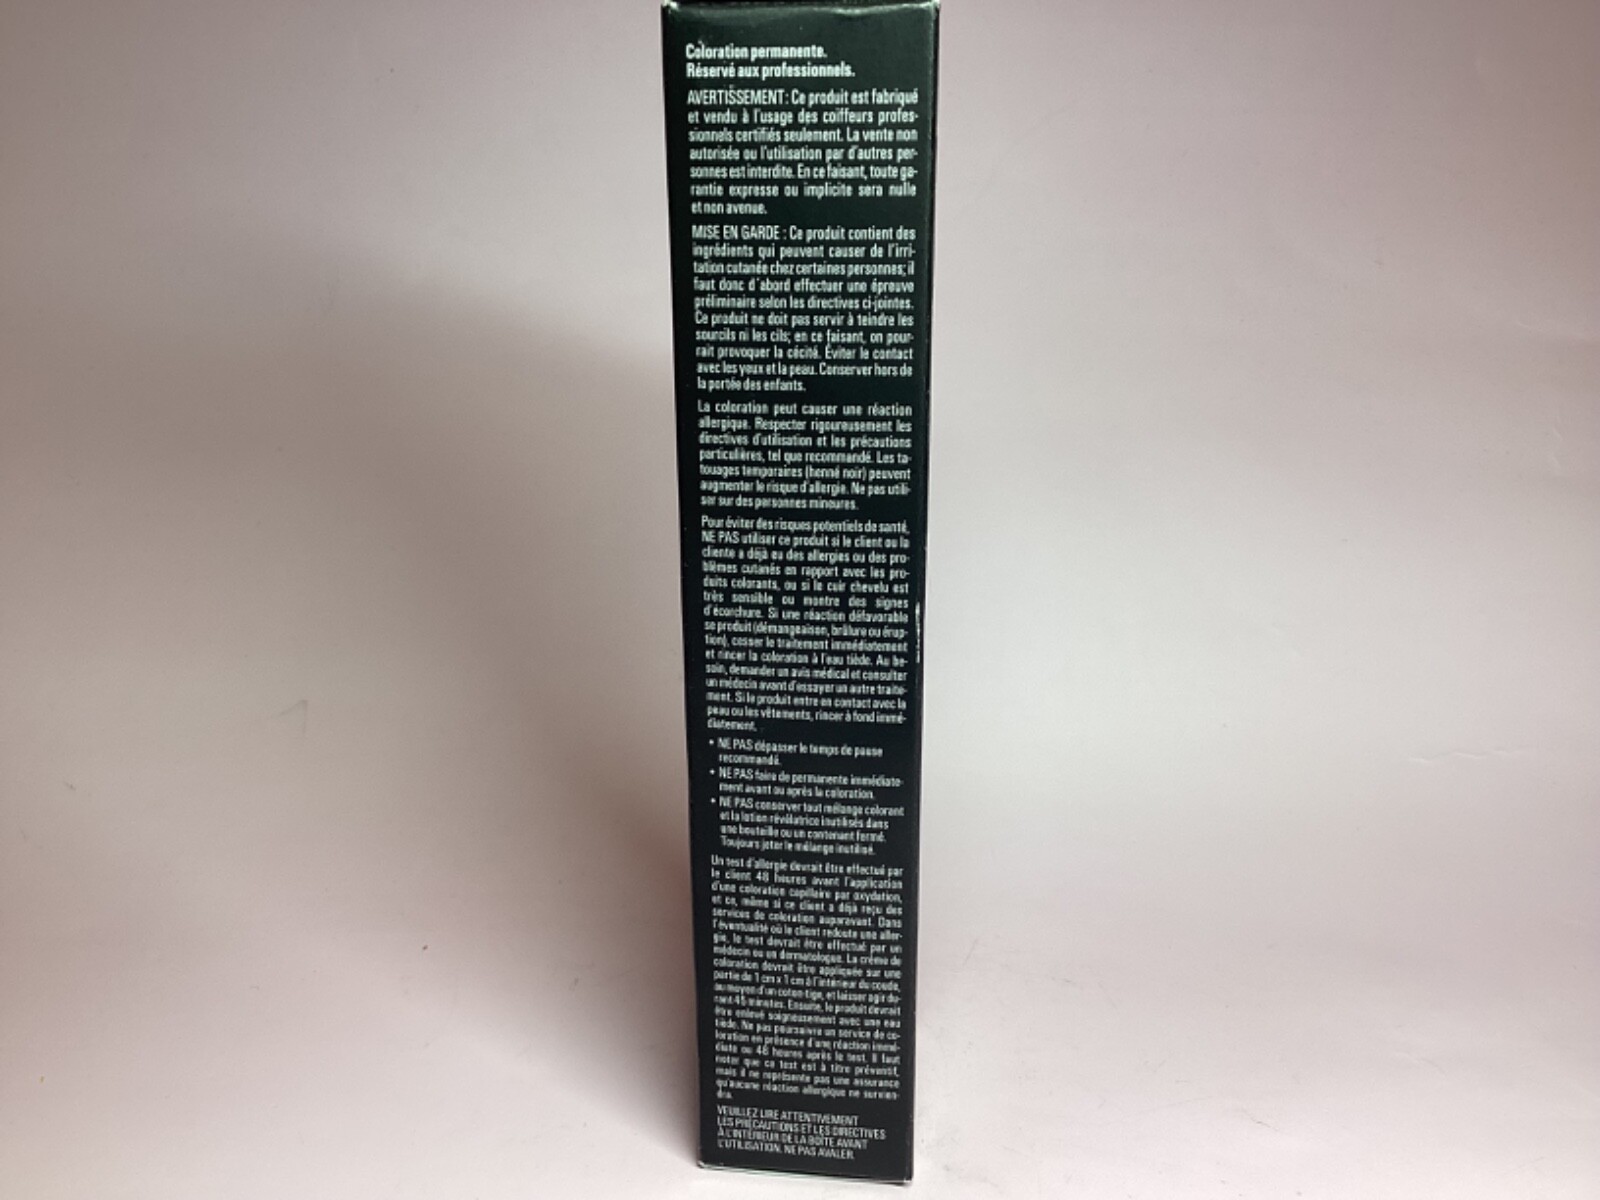 Coloration permanente.
Réservé aux professionnels.
AVERTISSEMENT : Ce produit est fabriqué
et vendu à l'usage des coiffeurs profes-
sionnels certifiés seulement. La vente non
autorisée ou l'utilisation par d'autres per-
sonnes est interdite. En ce faisant, toute ga-
rantie expresse ou implicite sera nulle
et non avenue.
MISE EN GARDE : Ce produit contient des
ingrédients qui peuvent causer de l'irri-
tation cutanée chez certaines personnes; il
faut donc d'abord effectuer une épreuve
préliminaire selon les directives ci-jointes.
Ce produit ne doit pas servir à teindre les
sourcils ni les cils; en ce faisant, on pour-
rait provoquer la cécité. Éviter le contact
avec les yeux et la peau. Conserver hors de
la portée des enfants.
La coloration peut causer une réaction
allergique. Respecter rigoureusement les
directives d'utilisation et les précautions
particulières, tel que recommandé. Les ta-
touages temporaires (henné noir) peuvent
augmenter le risque d'allergie. Ne pas utili-
ser sur des personnes mineures.
Pour éviter des risques potentiels de santé,
NE PAS utiliser ce produit si le client ou la
cliente a déjà eu des allergies ou des pro-
blèmes cutanés en rapport avec les pro-
duits colorants, ou si le cuir chevelu est
très sensible ou montre des signes
d'écorchure. Si une réaction défavorable
se produit (démangeaison, brûlure ou érup-
tion), cesser le traitement immédiatement
et rincer la coloration à l'eau tiède. Au be-
soin, demander un avis médical et consulter
un médecin avant d'essayer un autre traite-
ment. Si le produit entre en contact avec la
peau ou les vêtements, rincer à fond immé-
diatement.
• NE PAS dépasser le temps de pause
recommandé.
• NE PAS faire de permanente immédiate-
ment avant ou après la coloration.
• NE PAS conserver tout mélange colorant
et la lotion révélatrice inutilisés dans
une bouteille ou un contenant fermé.
Toujours jeter le mélange inutilisé.
Un test d'allergie devrait être effectué par
le client 48 heures avant l'application
d'une coloration capillaire par oxydation,
et ce, même si ce client a déjà reçu des
services de coloration auparavant. Dans
l'éventualité où le client redoute une aller-
gie, le test devrait être effectué par un
médecin ou un dermatologue. La crème de
coloration devrait être appliquée sur une
partie de 1 cm x 1 cm à l'intérieur du coude,
au moyen d'un coton-tige, et laisser agir du-
rant 45 minutes. Ensuite, le produit devrait
être enlevé soigneusement avec une eau
tiède. Ne pas poursuivre un service de co-
loration en présence d'une réaction immé-
diate ou 48 heures après le test. Il faut
noter que ce test est à titre préventif,
mais il ne représente pas une assurance
qu'aucune réaction allergique ne survien-
dra.
VEUILLEZ LIRE ATTENTIVEMENT
LES PRÉCAUTIONS ET LES DIRECTIVES
À L'INTÉRIEUR DE LA BOÎTE AVANT
L'UTILISATION. NE PAS AVALER.